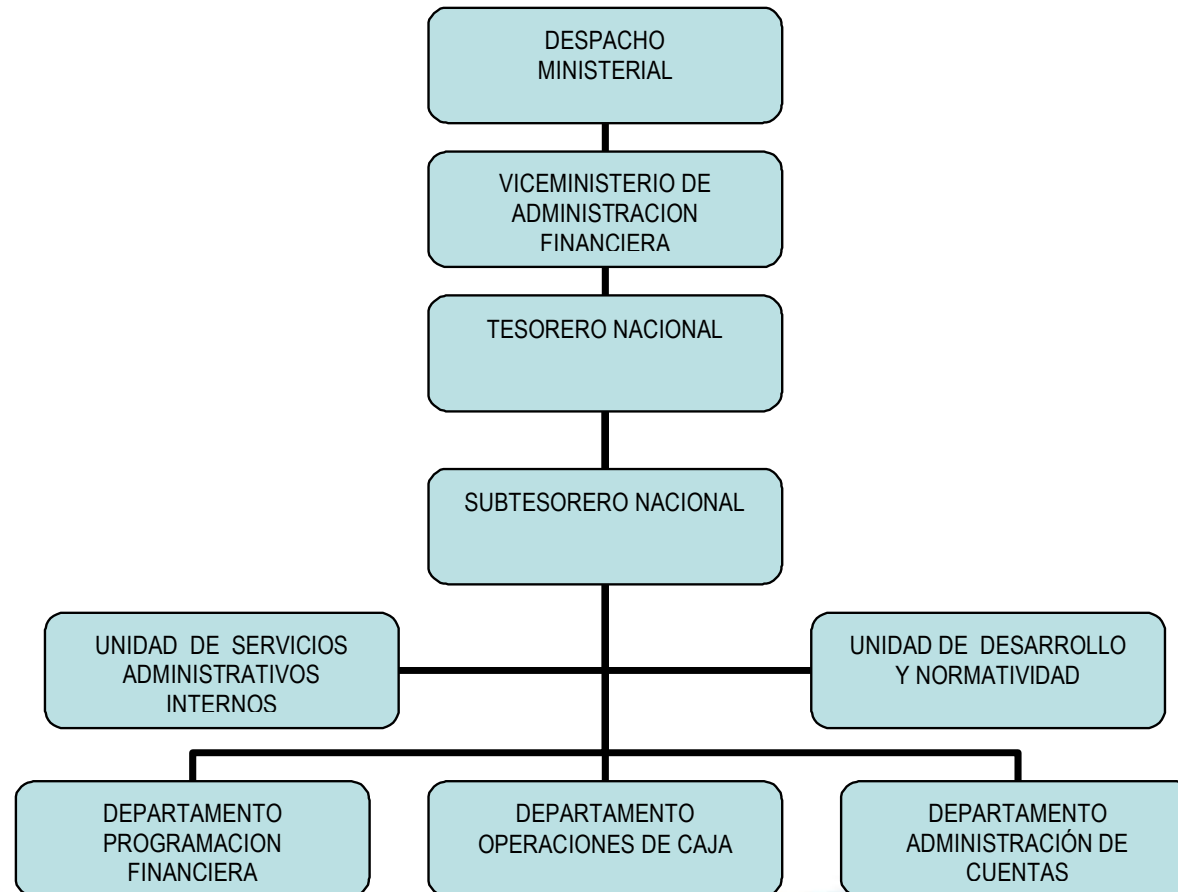 DESPACHO
MINISTERIAL
VICEMINISTERIO DE
ADMINISTRACION
FINANCIERA
TESORERO NACIONAL
SUBTESORERO NACIONAL
UNIDAD DE SERVICIOS
ADMINISTRATIVOS
INTERNOS
UNIDAD DE DESARROLLO
Y NORMATIVIDAD
DEPARTAMENTO
PROGRAMACION
FINANCIERA
DEPARTAMENTO
OPERACIONES DE CAJA
DEPARTAMENTO
ADMINISTRACIÓN DE
CUENTAS